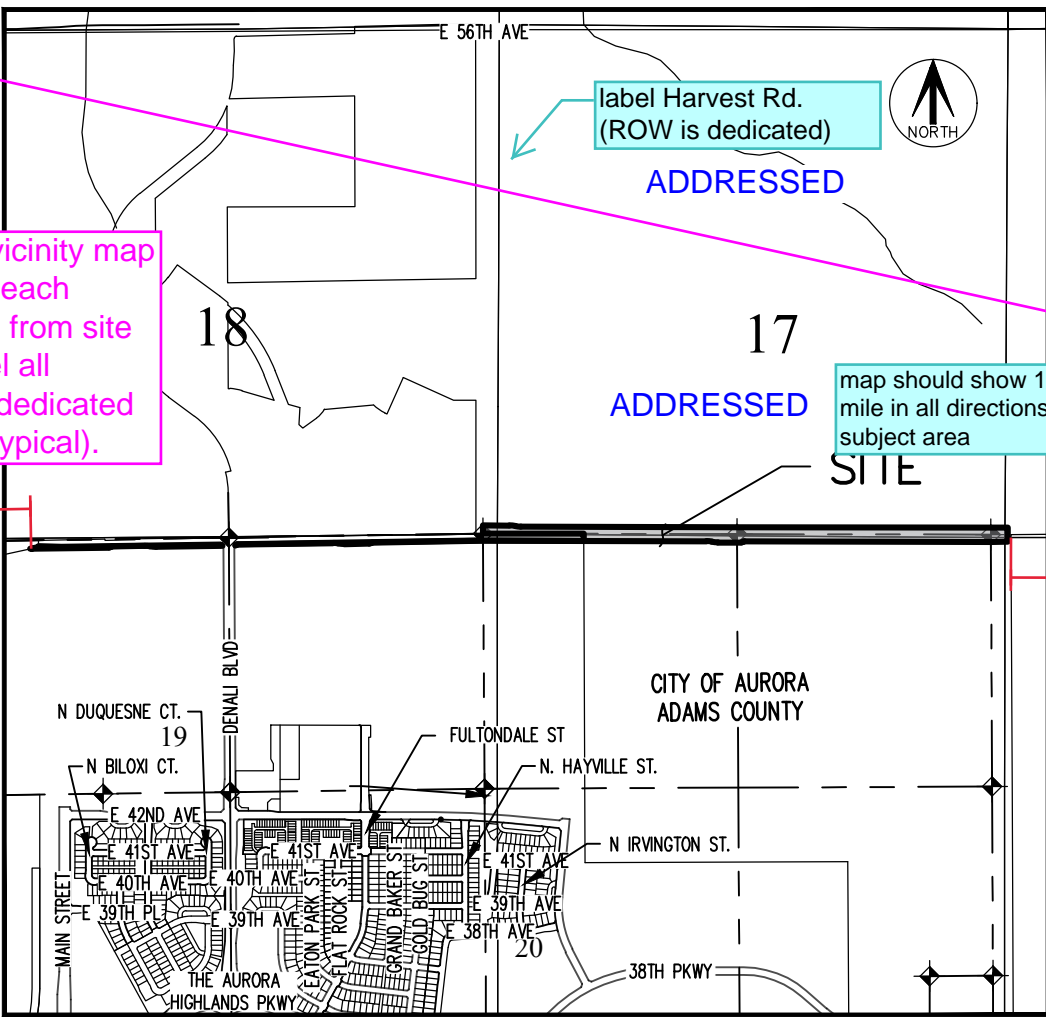 E 56TH AVE
label Harvest Rd.
(ROW is dedicated)
NORTH
ADDRESSED
vicinity map
each
from site
el all
dedicated
ypical).
18
17
ADDRESSED
map should show 1
mile in all directions
subject area
SITE
DENALI BLVD
CITY OF AURORA
ADAMS COUNTY
N DUQUESNE CT.
19
FULTONDALE ST
N BILOXI CT.
N. HAYVILLE ST.
E 42ND AVE
N IRVINGTON ST.
E 41ST AVE
E 41ST AVE
E 41ST AVE
E 40TH AVE
E 40TH AVE
E 39TH AVE
E 39TH PL
E 39TH AVE
E 38TH AVE
20
MAIN STREET
EATON PARK ST.
FLAT ROCK ST
GRAND BAKER S
GOLD BUG ST
38TH PKWY
THE AURORA
HIGHLANDS PKWY